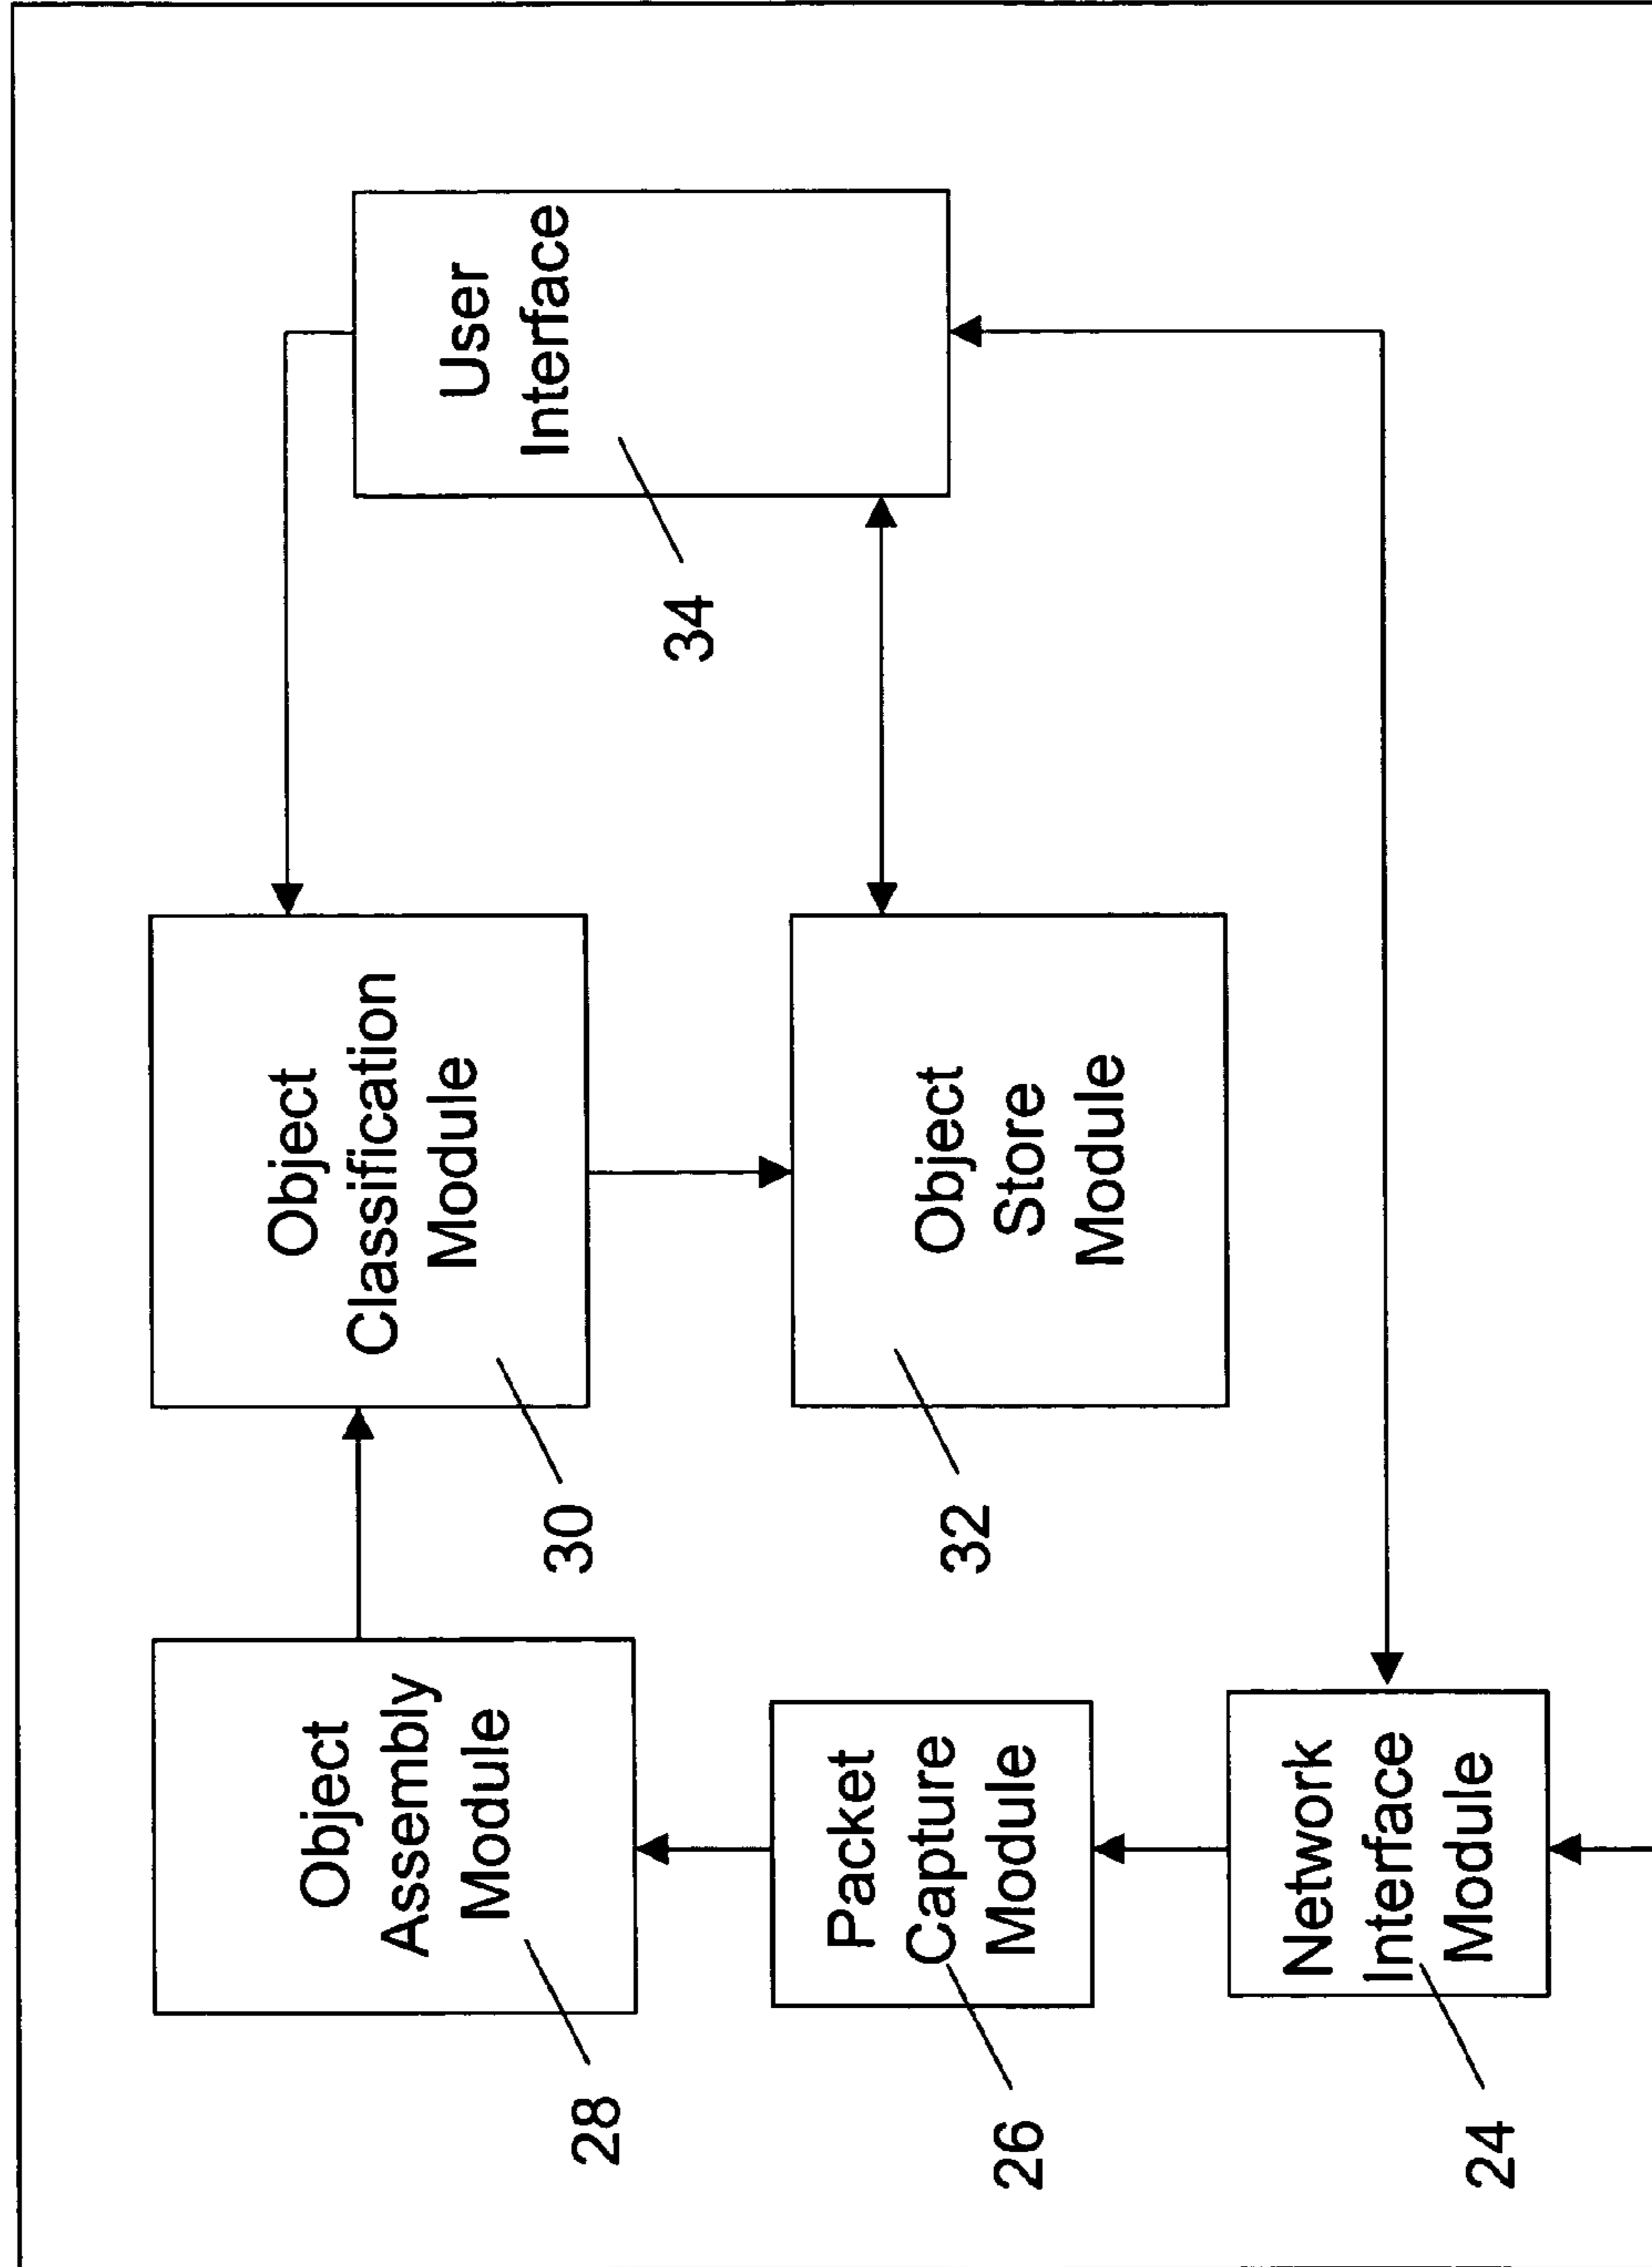 Object
Assembly
Module
28
Packet
Capture
Module
26
Network
Interface
Module
24
Object
Classification
Module
30
Object
Store
Module
32
User
Interface
34